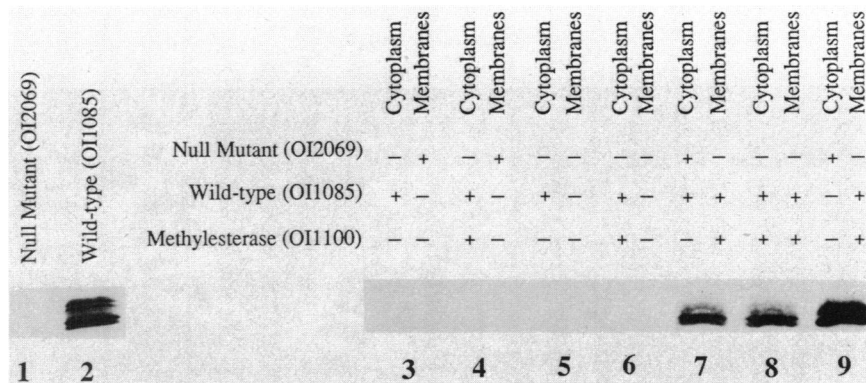 Null Mutant (OI2069)
Wild-type (OI1085)
Cytoplasm
Membranes
Cytoplasm
Membranes
Cytoplasm
Membranes
Cytoplasm
Membranes
Cytoplasm
Membranes
Cytoplasm
Membranes
Cytoplasm
Membranes
Null Mutant (OI2069) – + – + – – – – + – – – + –
Wild-type (OI1085) + – + – + – + – + + + + – +
Methylesterase (OI1100) – – + – – – + – – + + + – +
1 2 3 4 5 6 7 8 9